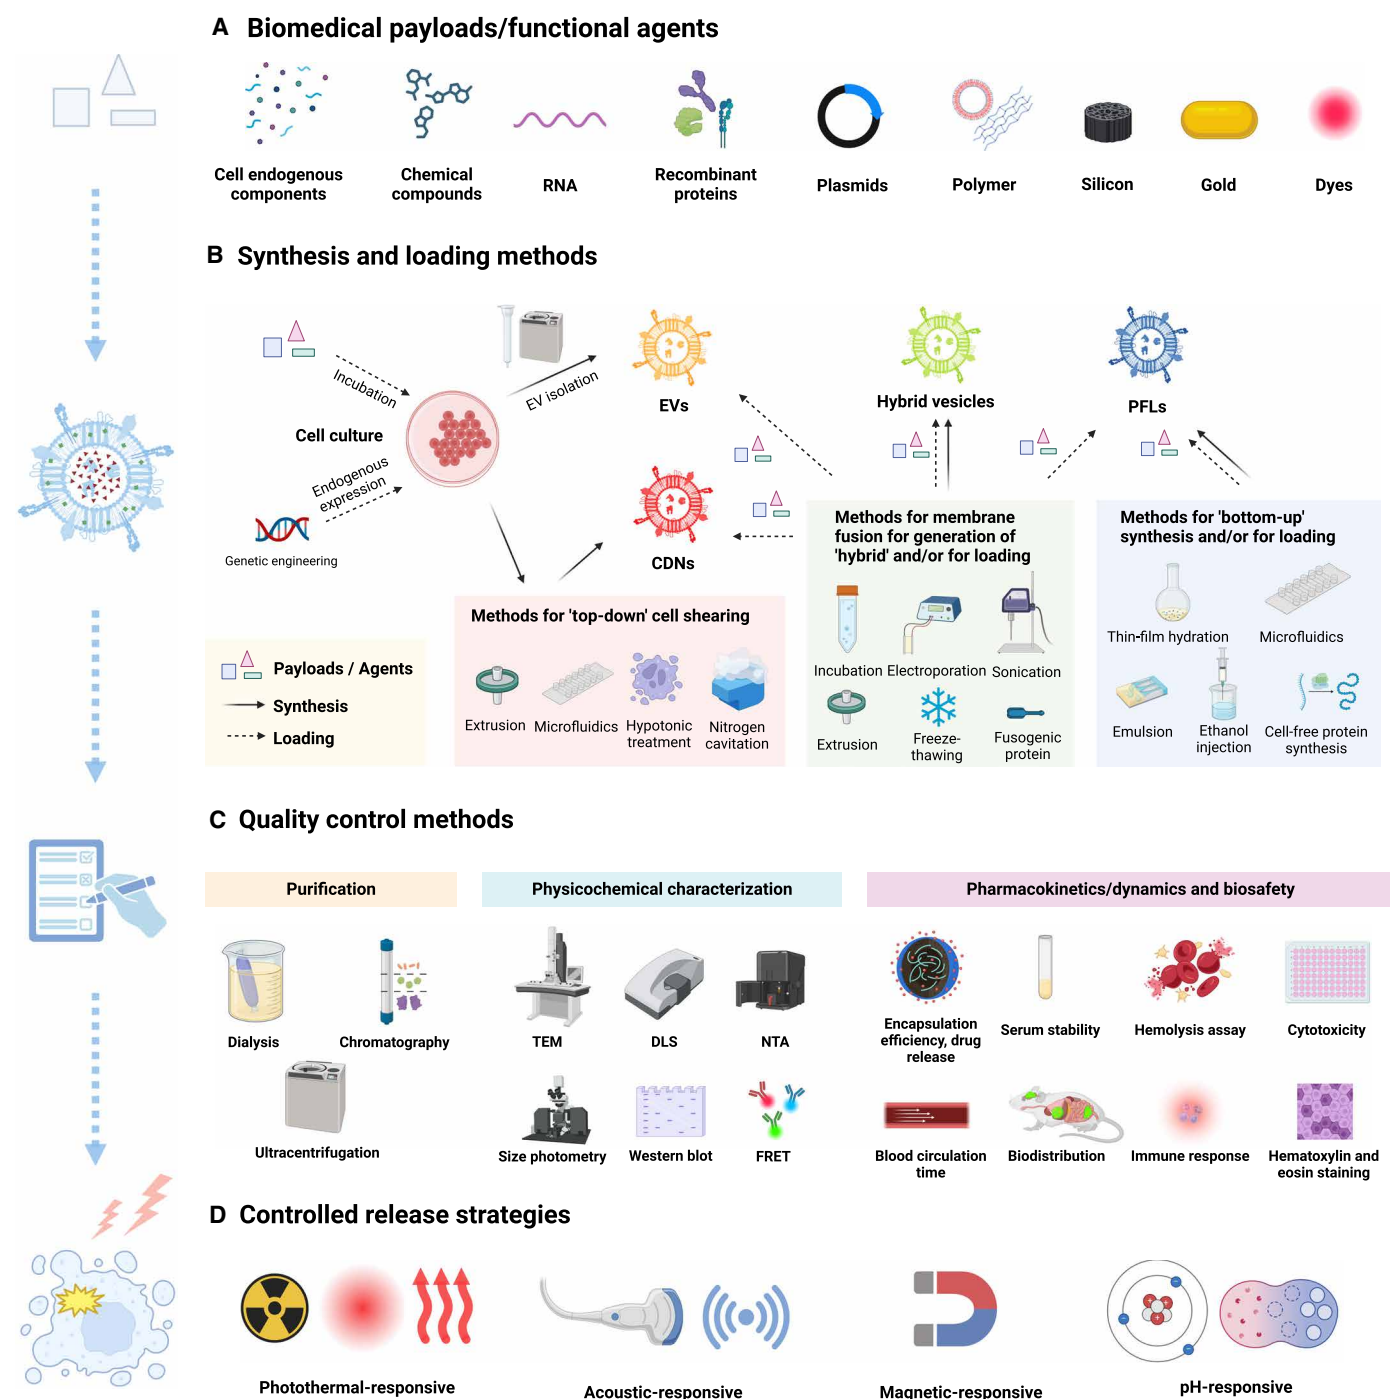 A Biomedical payloads/functional agents
Cell endogenous
components
Chemical
compounds
RNA
Recombinant
proteins
Plasmids
Polymer
Silicon
Gold
Dyes
B Synthesis and loading methods
Incubation
Cell culture
Endogenous
expression
Genetic engineering
EV isolation
EVs
CDNs
Hybrid vesicles
PFLs
Payloads / Agents
Synthesis
Loading
Methods for 'top-down' cell shearing
Extrusion
Microfluidics
Hypotonic
treatment
Nitrogen
cavitation
Methods for membrane
fusion for generation of
'hybrid' and/or for loading
Incubation
Electroporation
Sonication
Extrusion
Freeze-
thawing
Fusogenic
protein
Methods for 'bottom-up'
synthesis and/or for loading
Thin-film hydration
Microfluidics
Emulsion
Ethanol
injection
Cell-free protein
synthesis
C Quality control methods
Purification
Dialysis
Chromatography
Ultracentrifugation
Physicochemical characterization
TEM
DLS
NTA
Size photometry
Western blot
FRET
Pharmacokinetics/dynamics and biosafety
Encapsulation
efficiency, drug
release
Serum stability
Hemolysis assay
Cytotoxicity
Blood circulation
time
Biodistribution
Immune response
Hematoxylin and
eosin staining
D Controlled release strategies
Photothermal-responsive
Acoustic-responsive
Magnetic-responsive
pH-responsive